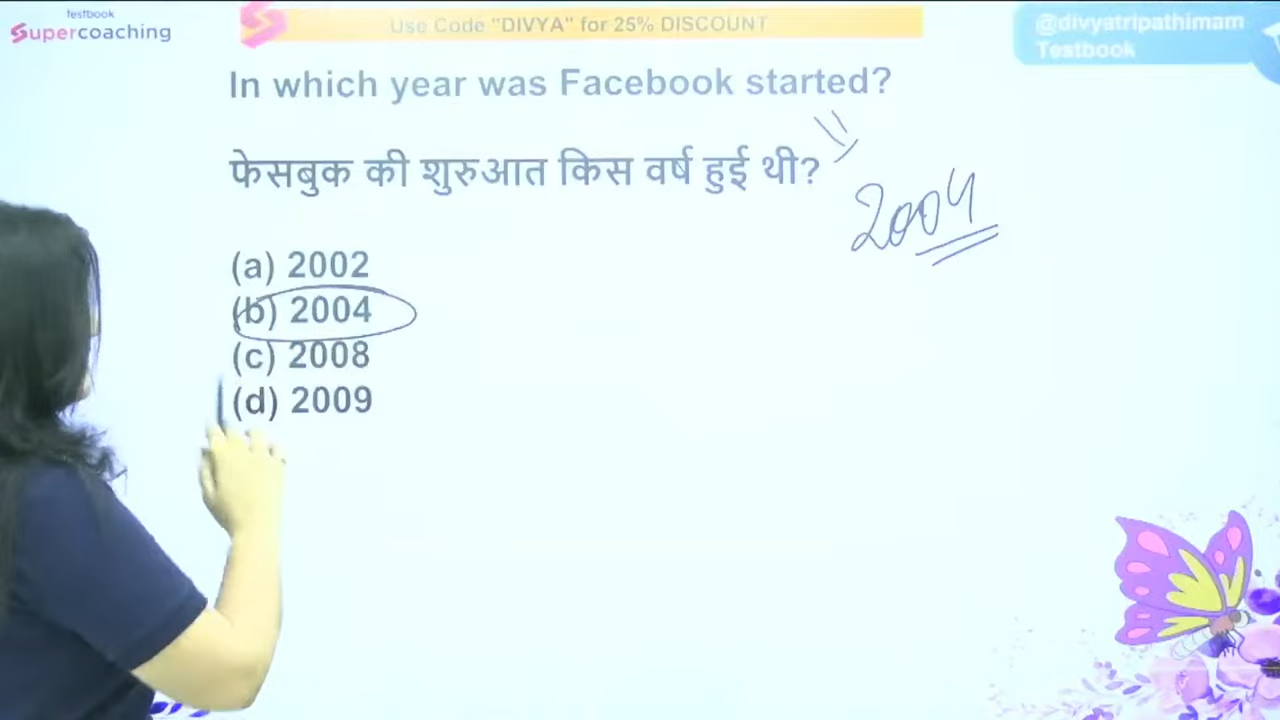 testbook
Supercoaching
Use Code "DIVYA" for 25% DISCOUNT
@divyatripathimam
Testbook
In which year was Facebook started?
फेसबुक की शुरुआत किस वर्ष हुई थी?
2004
(a) 2002
(b) 2004
(c) 2008
(d) 2009